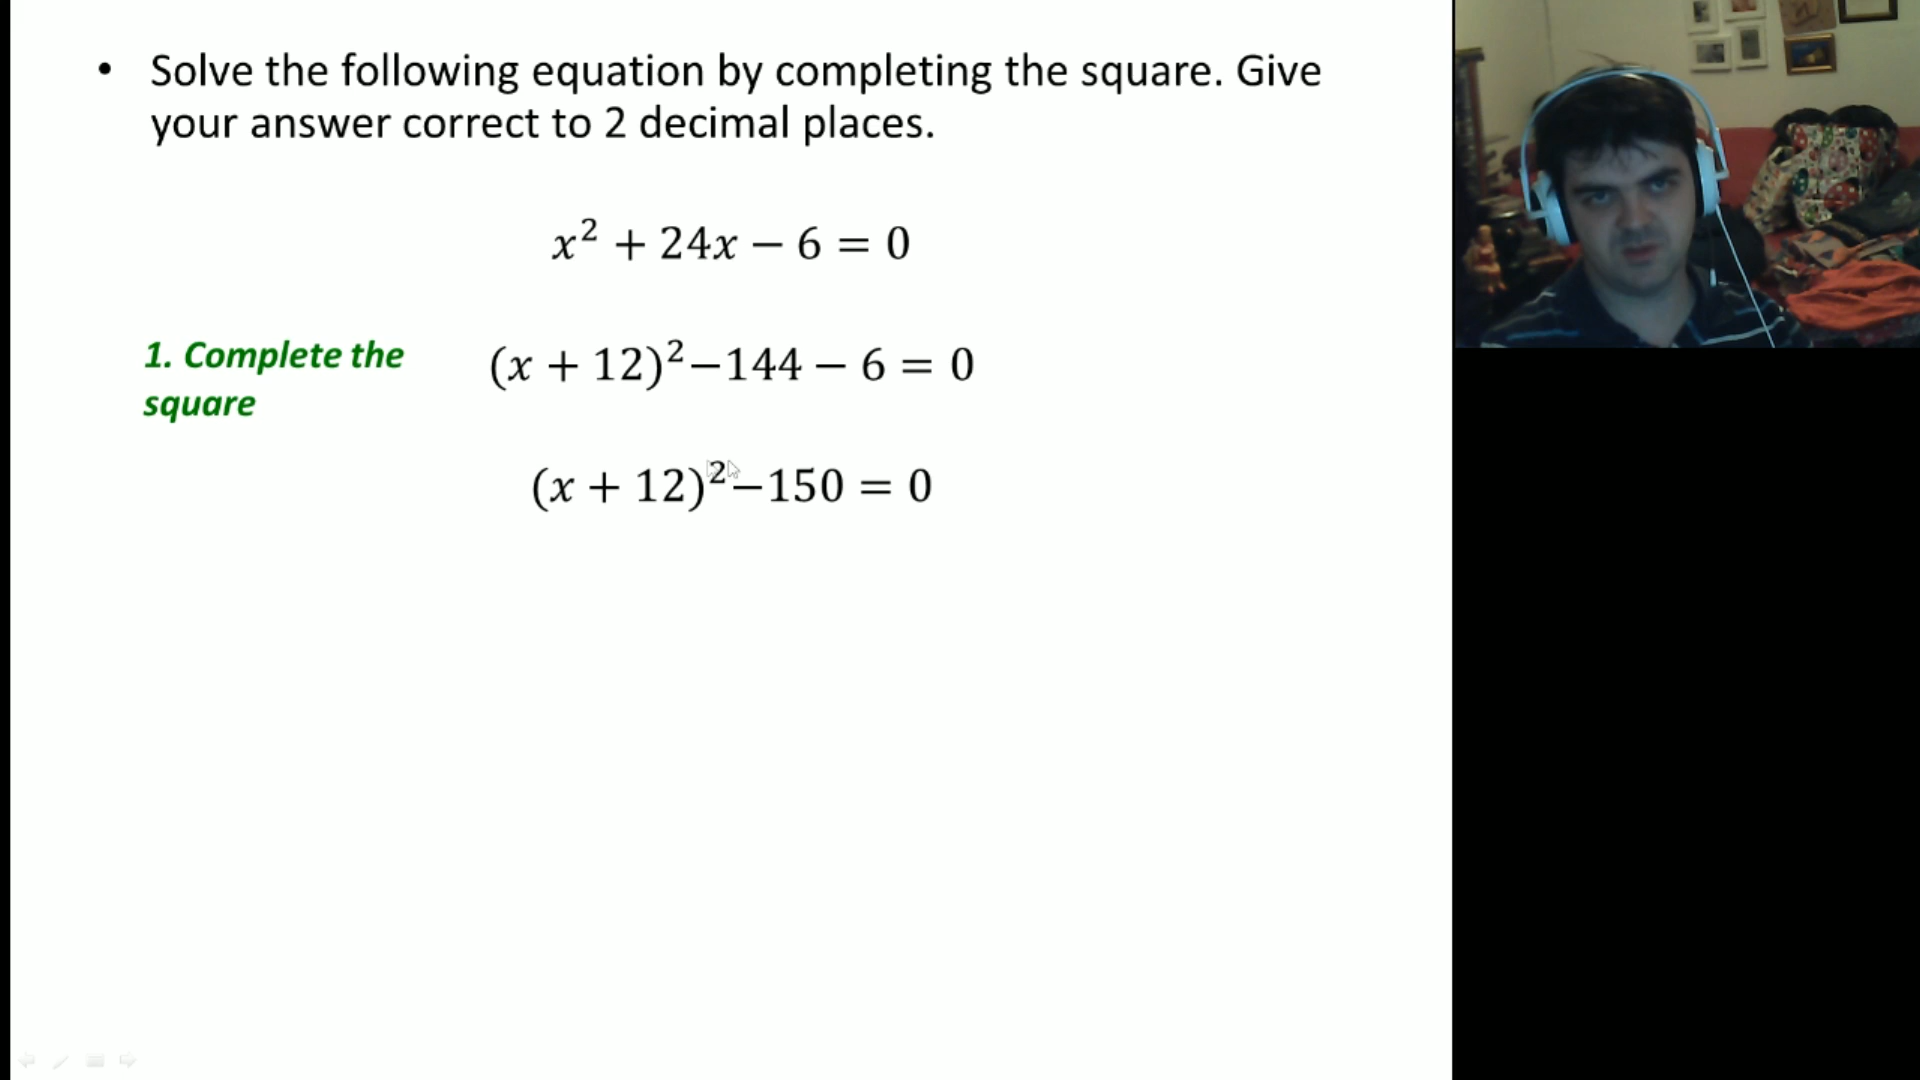 • Solve the following equation by completing the square. Give
your answer correct to 2 decimal places.
x² + 24x − 6 = 0
1. Complete the
square
(x + 12)²−144 − 6 = 0
(x + 12)²−150 = 0